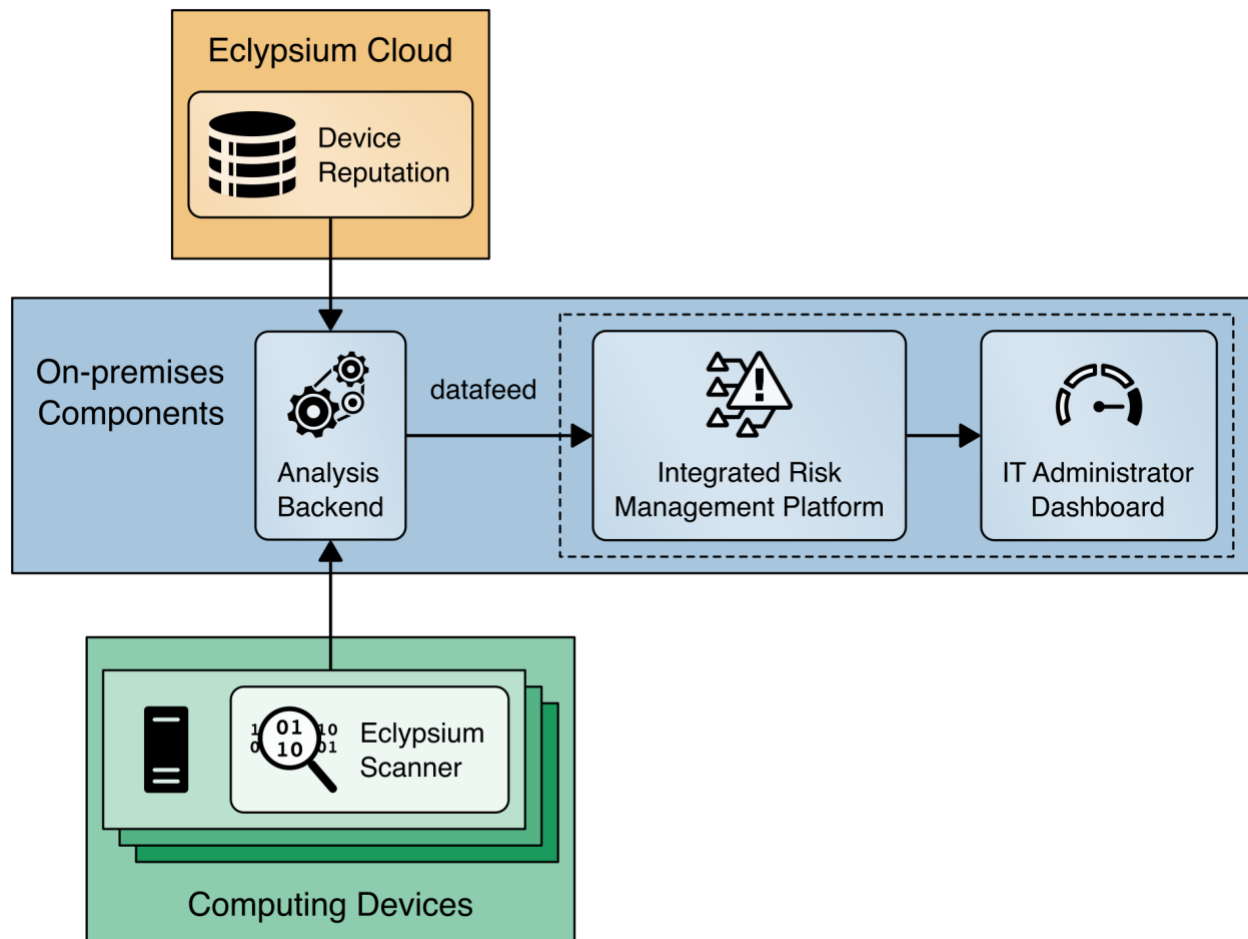 Eclypsium Cloud
Device
Reputation
On-premises
Components
Analysis
Backend
datafeed
!
Integrated Risk
Management Platform
IT Administrator
Dashboard
1 01 10
0 10 01
Eclypsium
Scanner
Computing Devices